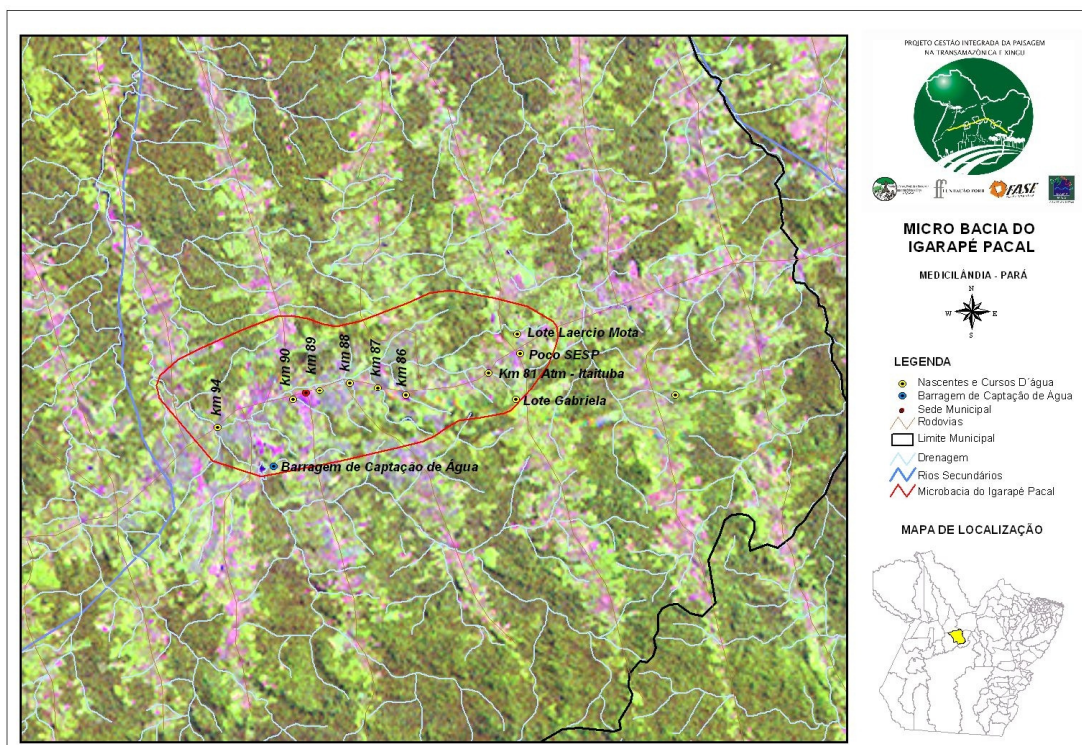 PROJETO GESTÃO INTEGRADA DA PAISAGEM
NA TRANSAMAZÔNICA E XINGU
FUNDAÇÃO FORD
FASE
MICRO BACIA DO
IGARAPÉ PACAL
MEDICILÂNDIA - PARÁ
N
W
E
S
LEGENDA
Nascentes e Cursos D´água
Barragem de Captação de Água
Sede Municipal
Rodovias
Limite Municipal
Drenagem
Rios Secundários
Microbacia do Igarapé Pacal
MAPA DE LOCALIZAÇÃO
km 94
km 90
km 89
km 88
km 87
km 86
Lote Laercio Mota
Poco SESP
Km 81 Atm - Itaituba
Lote Gabriela
Barragem de Captação de Água